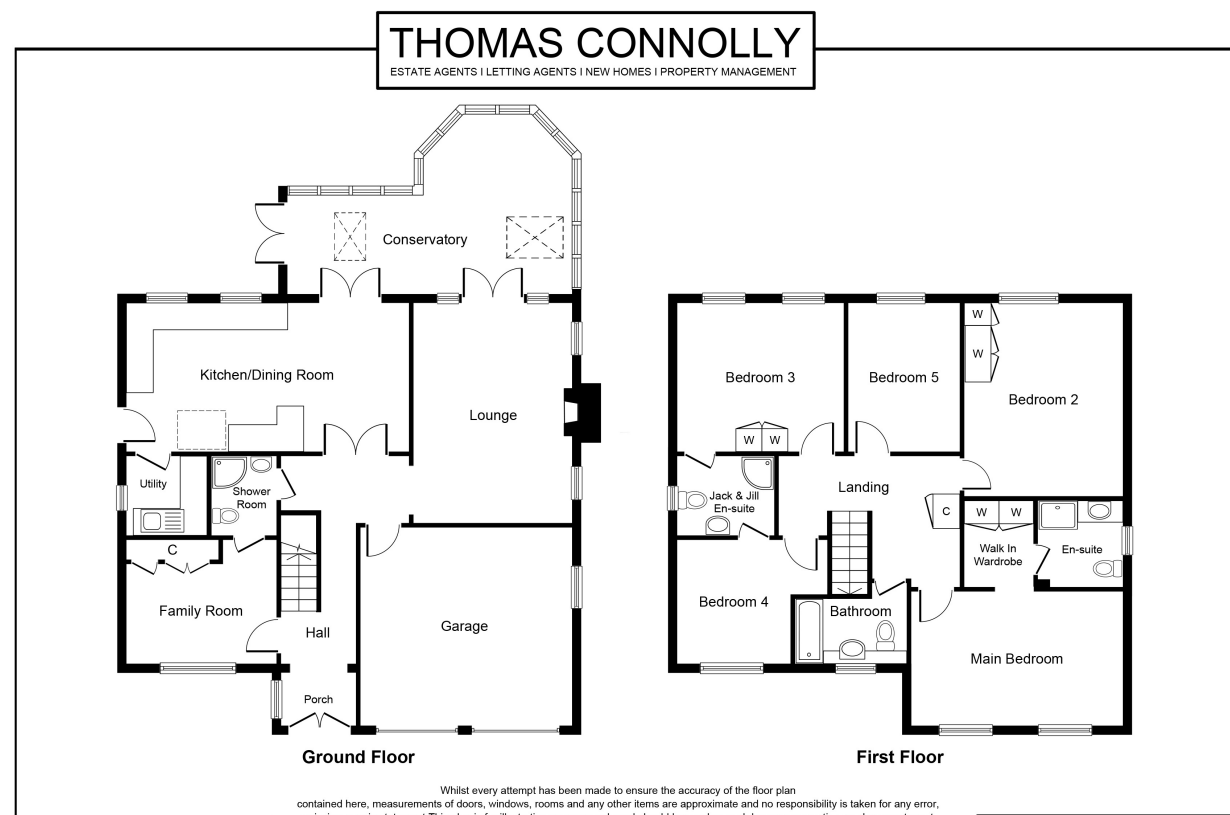 THOMAS CONNOLLY
ESTATE AGENTS I LETTING AGENTS I NEW HOMES I PROPERTY MANAGEMENT
Conservatory
Kitchen/Dining Room
Lounge
Utility
Shower
Room
C
Family Room
Hall
Garage
Porch
Ground Floor
W
W
Bedroom 3
Bedroom 5
Bedroom 2
W W
Jack & Jill
En-suite
Landing
C
W W
Walk In
Wardrobe
En-suite
Bedroom 4
Bathroom
Main Bedroom
First Floor
Whilst every attempt has been made to ensure the accuracy of the floor plan
contained here, measurements of doors, windows, rooms and any other items are approximate and no responsibility is taken for any error,